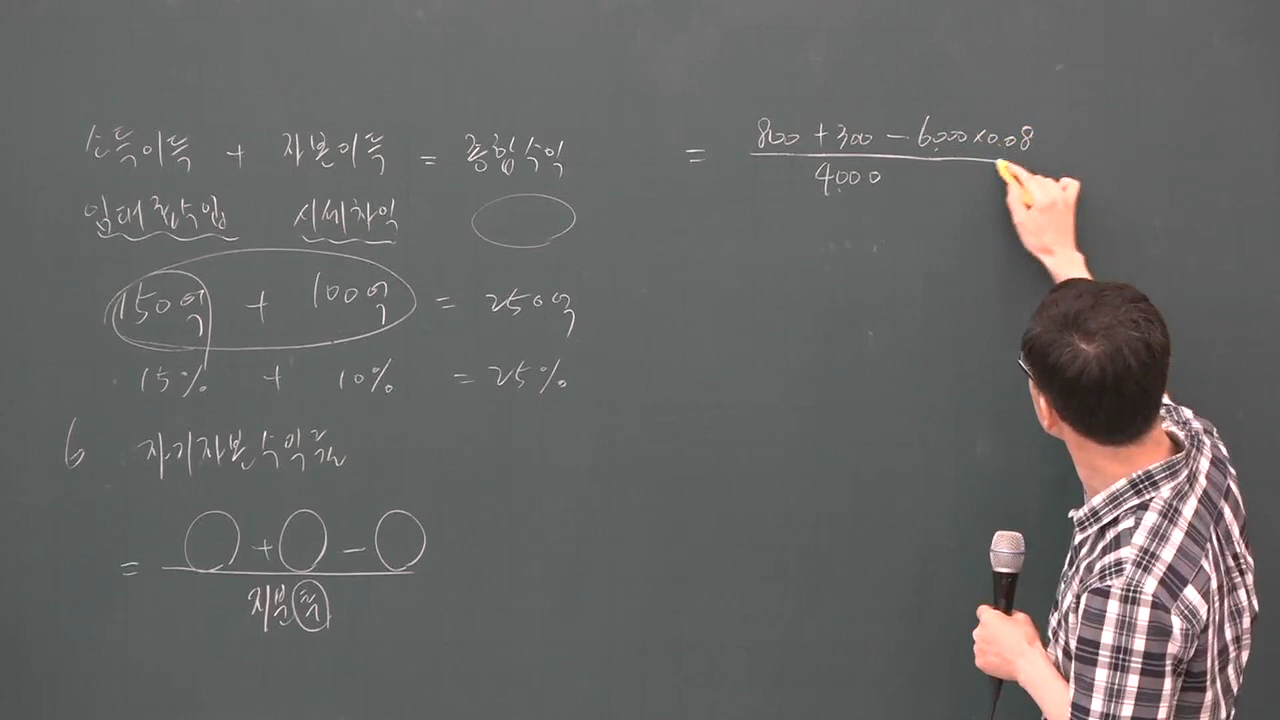 소득이득 + 자본이득 = 종합수익
임대료수입 시세차익
150억 + 100억 = 250억
15% + 10% = 25%
6 자기자본수익률
= + -
지분
= 800 + 300 - 6000×0.08
4000